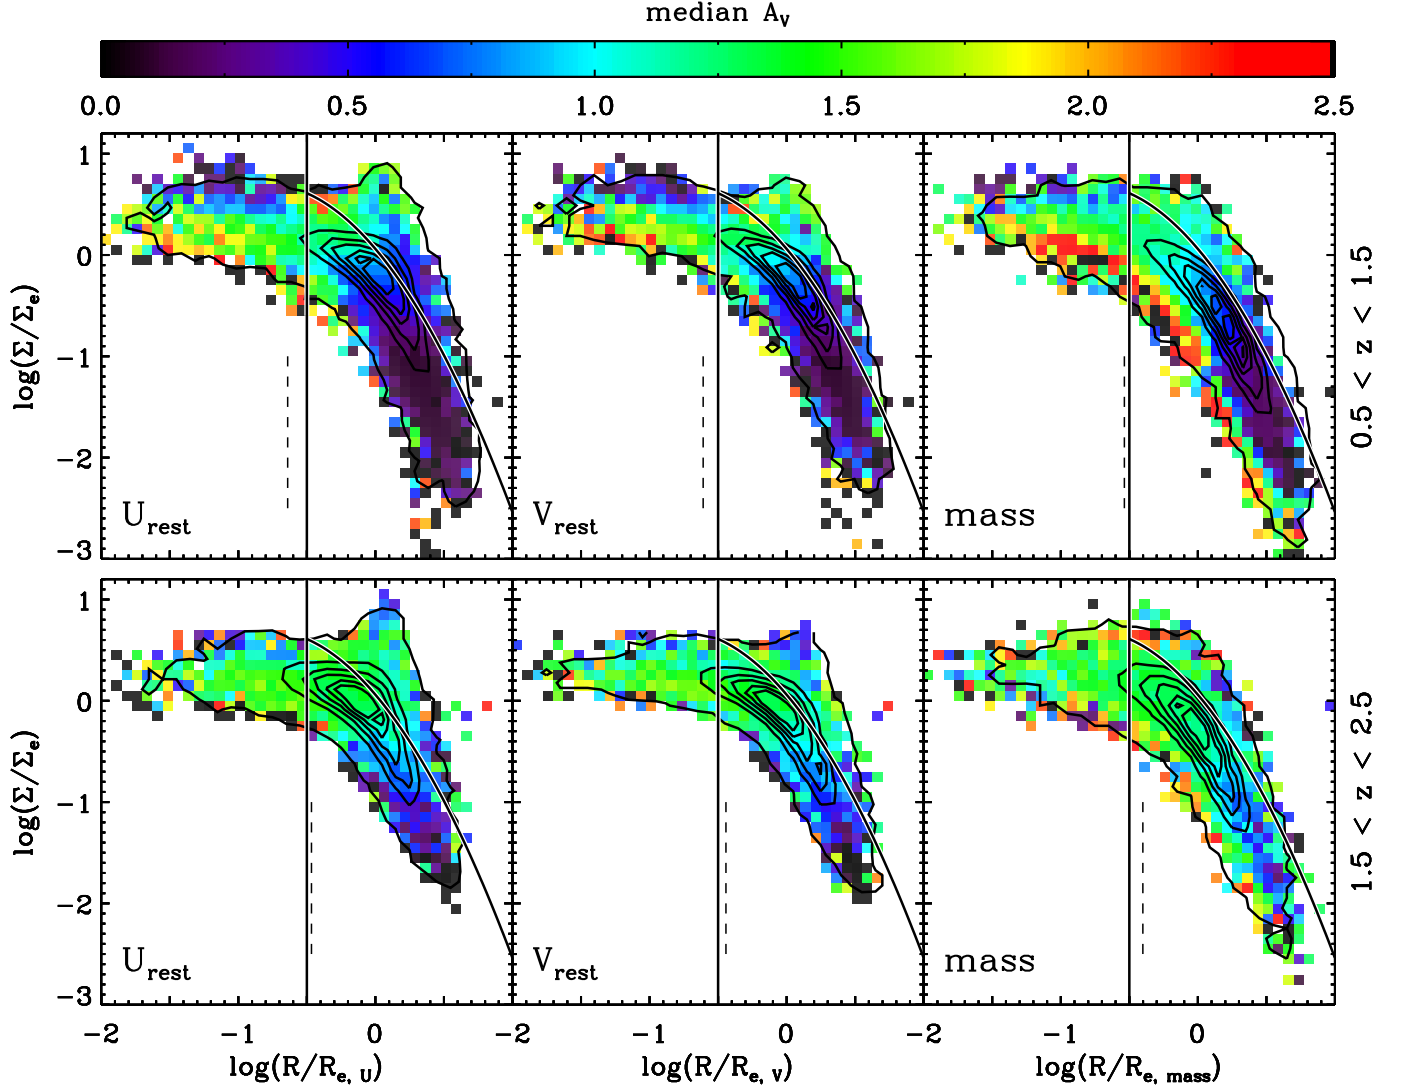 median A_V
0.0 0.5 1.0 1.5 2.0 2.5
1
0
−1
−2
−3
log(Σ/Σ_e)
U_rest
V_rest
mass
0.5 < z < 1.5
1
0
−1
−2
−3
log(Σ/Σ_e)
U_rest
V_rest
mass
1.5 < z < 2.5
−2 −1 0 −2 −1 0 −2 −1 0
log(R/R_e, U) log(R/R_e, V) log(R/R_e, mass)